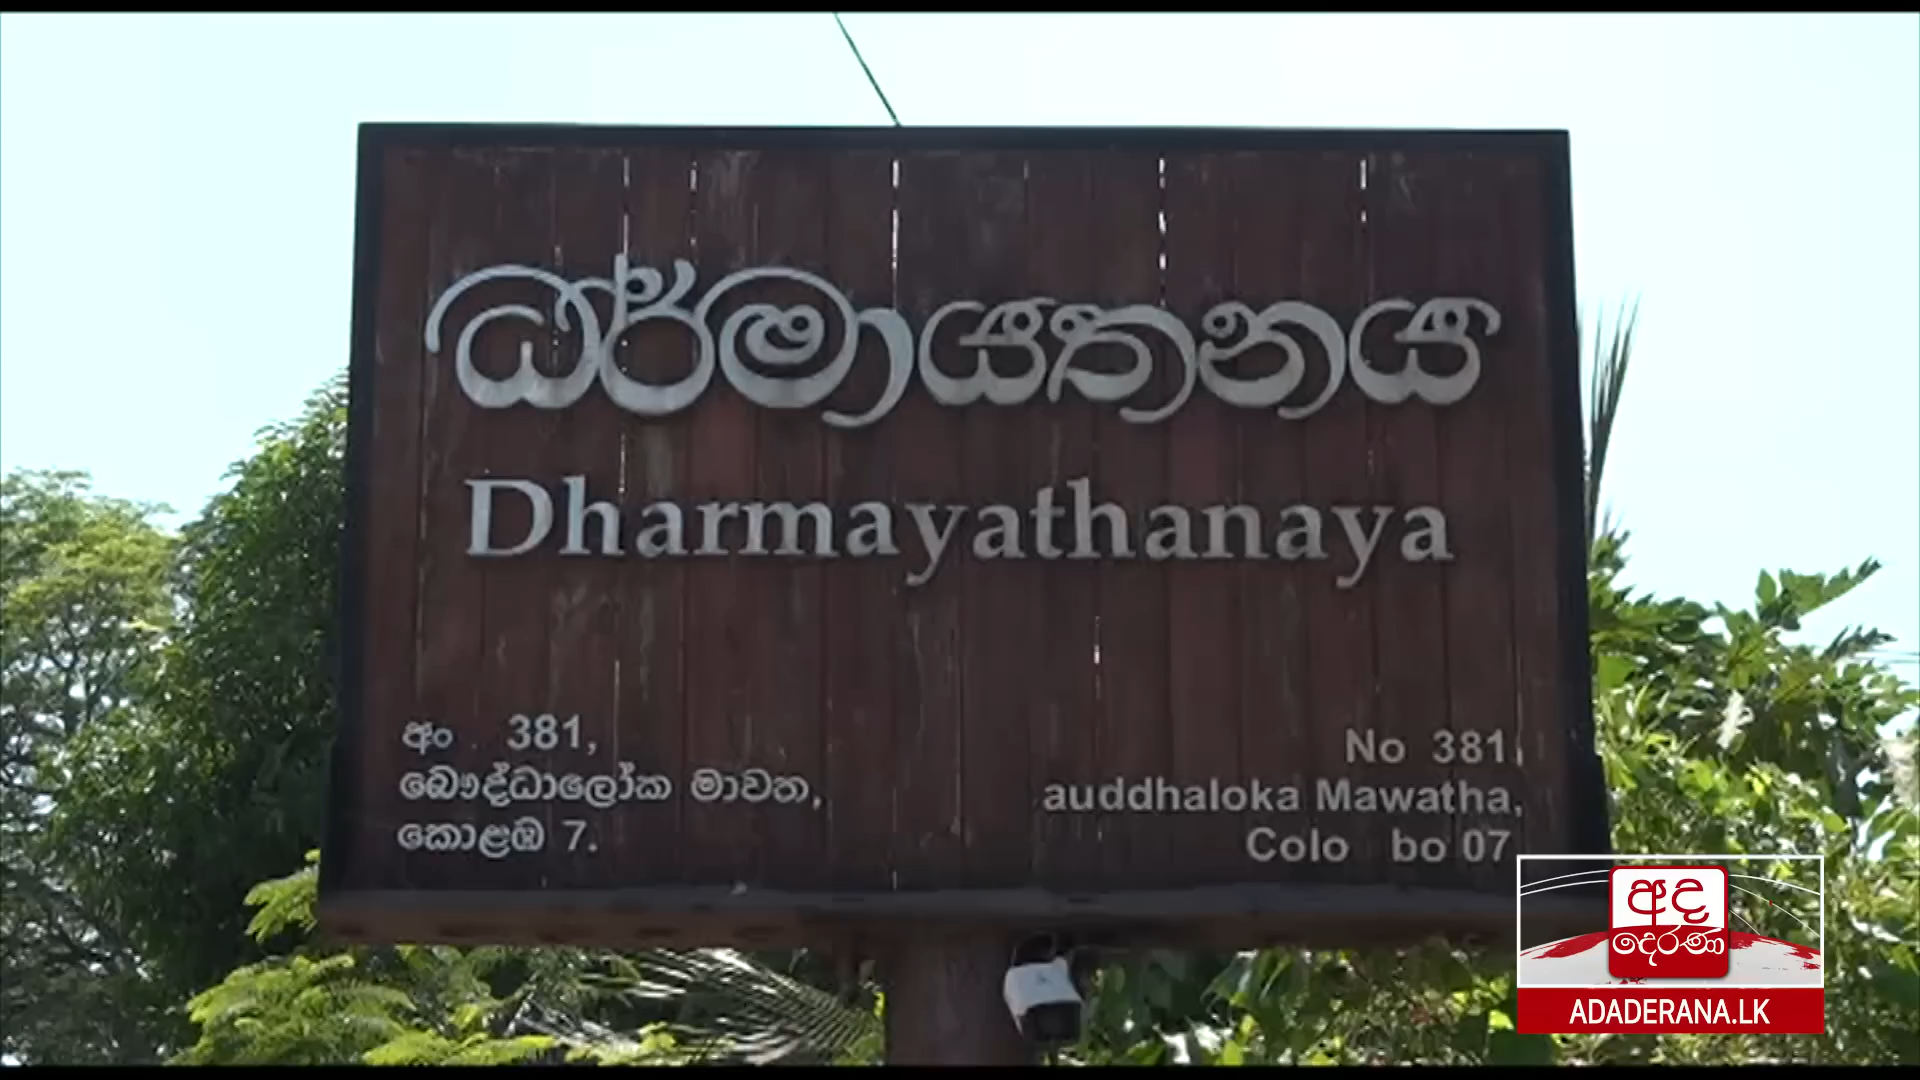 ධර්මායතනය
Dharmayathanaya
අං 381,
බෞද්ධාලෝක මාවත,
කොළඹ 7.
No 381,
auddhaloka Mawatha,
Colo bo 07
අද
දෙරණ
ADADERANA.LK